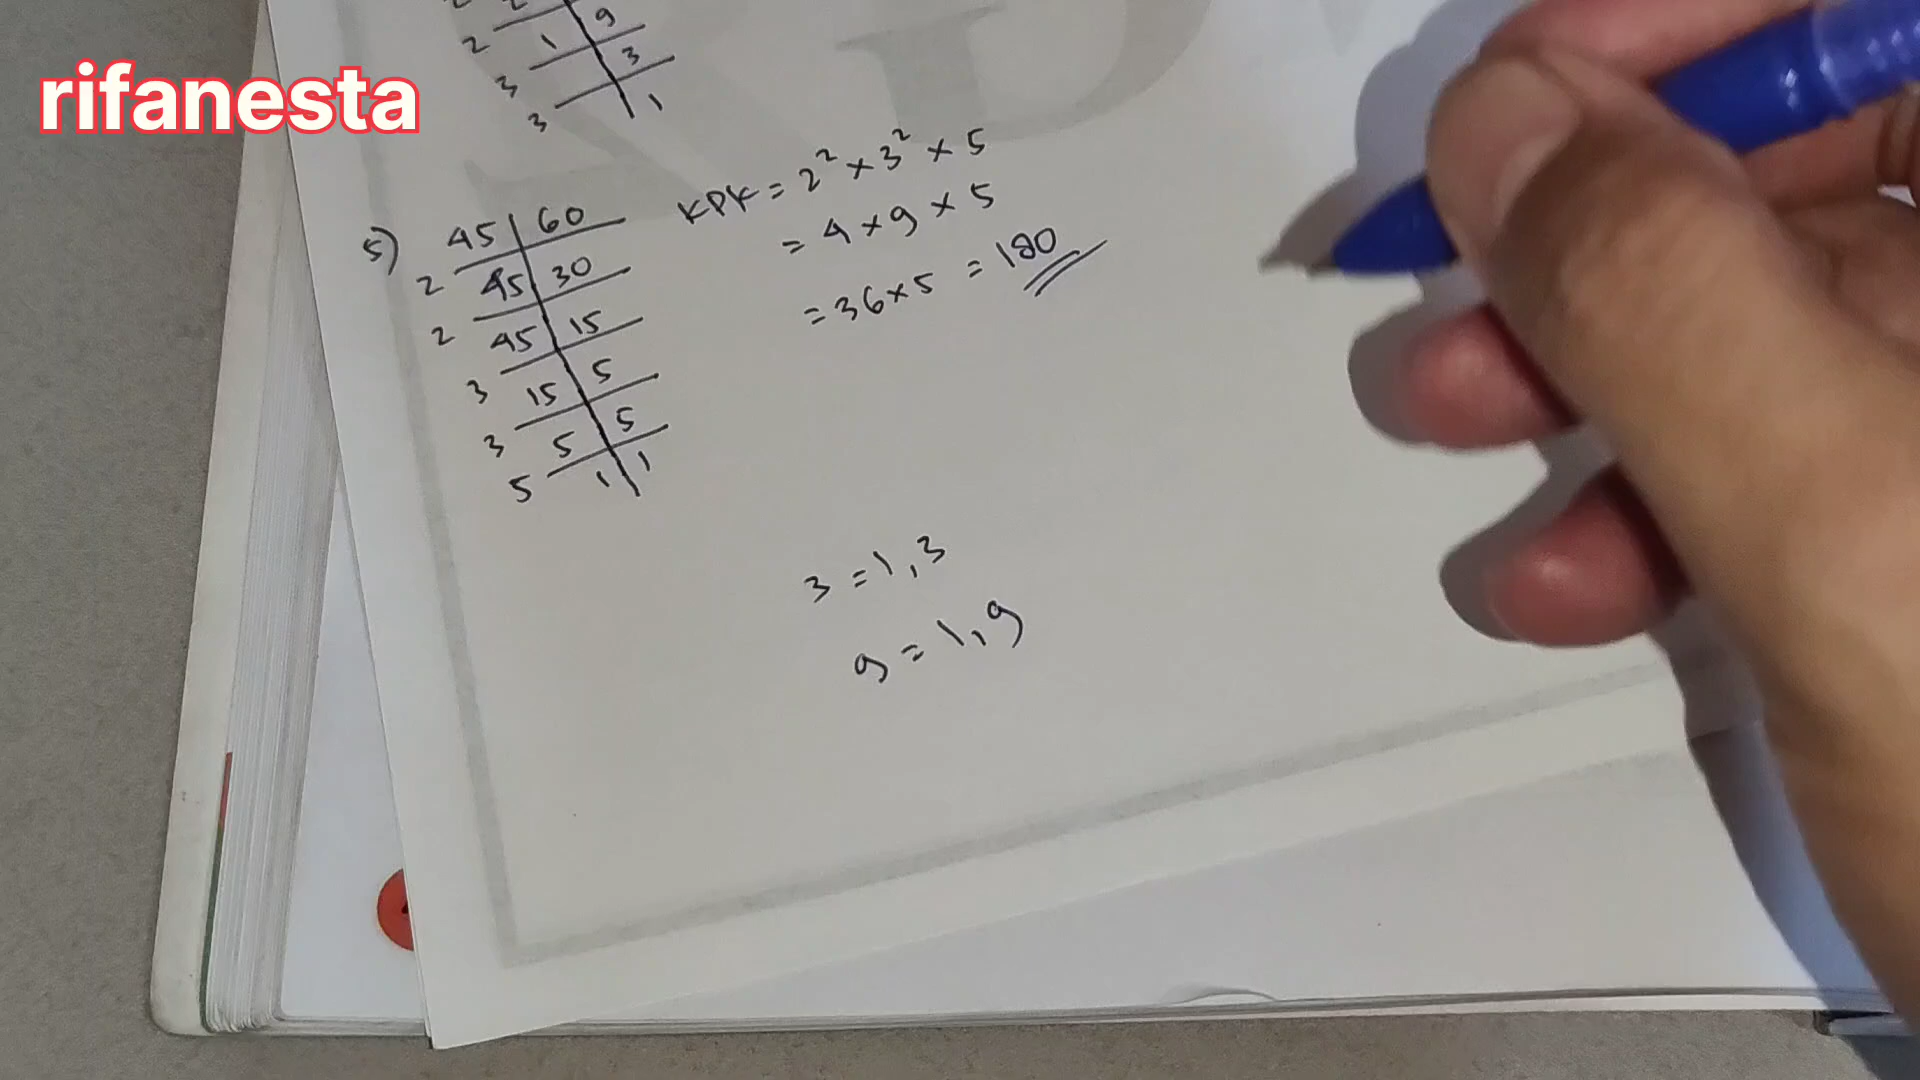 rifanesta
2
2 1 9
3 3
3 1
5) 45 60
2 45 30
2 45 15
3 15 5
3 5 5
5 1 1
KPK = 2² × 3² × 5
= 4 × 9 × 5
= 36 × 5 = 180
3 = 1, 3
9 = 1, 9